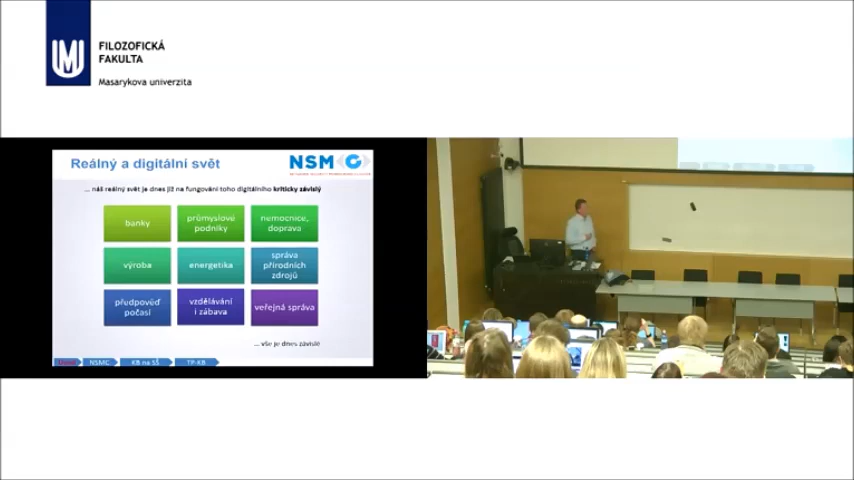 FILOZOFICKÁ
FAKULTA
Masarykova univerzita
Reálný a digitální svět
NSMC
... náš reálný svět je dnes již na fungování toho digitálního kriticky závislý
banky
průmyslové
podniky
nemocnice,
doprava
výroba
energetika
správa
přírodních
zdrojů
předpověď
počasí
vzdělávání
i zábava
veřejná správa
... vše je dnes závislé
Úvod
NSMC
KB na SŠ
TP-KB